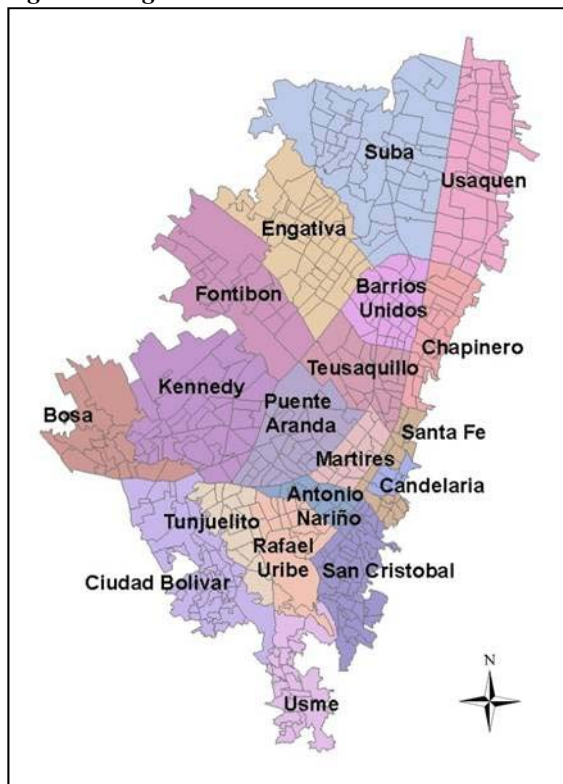 Suba
Usaquen
Engativa
Barrios
Unidos
Fontibon
Chapinero
Teusaquillo
Kennedy
Puente
Aranda
Bosa
Santa Fe
Martires
Candelaria
Antonio
Nariño
Tunjuelito
Rafael
Uribe
San Cristobal
Ciudad Bolivar
Usme
N